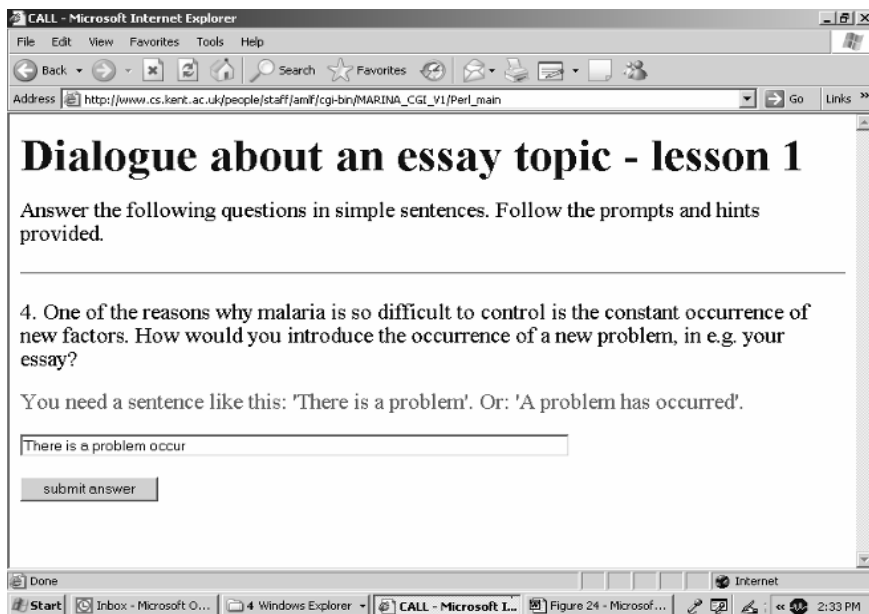 CALL - Microsoft Internet Explorer
File Edit View Favorites Tools Help
Back Search Favorites
Address http://www.cs.kent.ac.uk/people/staff/amlf/cgi-bin/MARINA_CGI_V1/Perl_main Go Links »
Dialogue about an essay topic - lesson 1
Answer the following questions in simple sentences. Follow the prompts and hints
provided.
4. One of the reasons why malaria is so difficult to control is the constant occurrence of
new factors. How would you introduce the occurrence of a new problem, in e.g. your
essay?
You need a sentence like this: 'There is a problem'. Or: 'A problem has occurred'.
There is a problem occur
submit answer
Done Internet
Start Inbox - Microsoft O... 4 Windows Explorer CALL - Microsoft I... Figure 24 - Microsof... « 2:33 PM